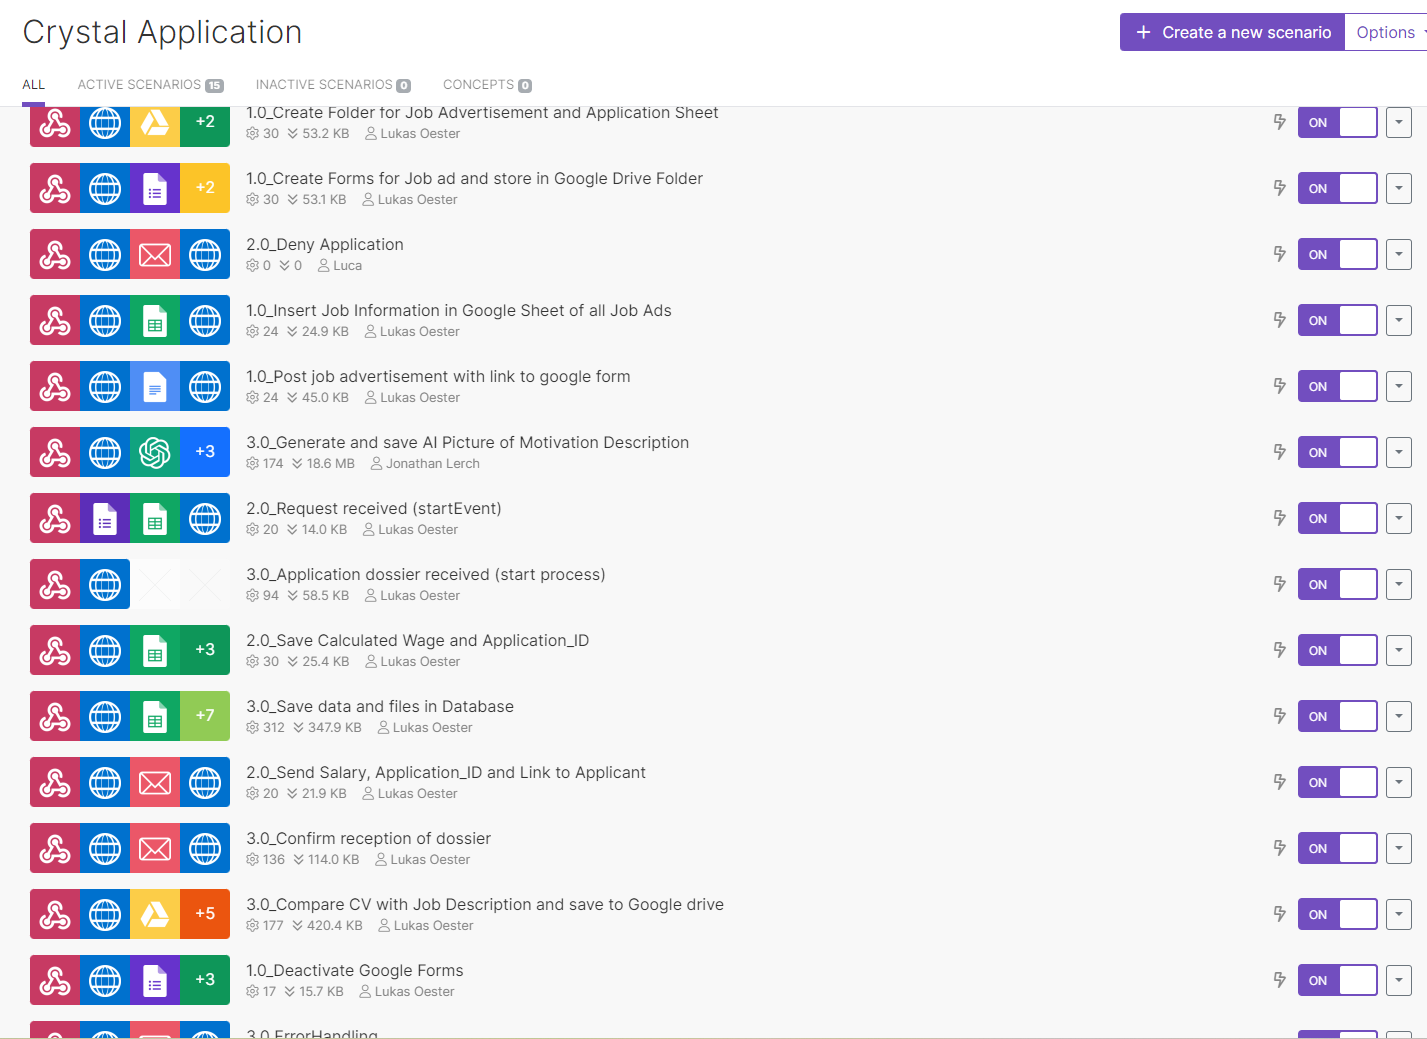 Crystal Application
Create a new scenario
Options
ALL
ACTIVE SCENARIOS 15
INACTIVE SCENARIOS 0
CONCEPTS 0
+2
1.0_Create Folder for Job Advertisement and Application Sheet
30 53.2 KB Lukas Oester
ON
+2
1.0_Create Forms for Job ad and store in Google Drive Folder
30 53.1 KB Lukas Oester
ON
2.0_Deny Application
0 0 Luca
ON
1.0_Insert Job Information in Google Sheet of all Job Ads
24 24.9 KB Lukas Oester
ON
1.0_Post job advertisement with link to google form
24 45.0 KB Lukas Oester
ON
+3
3.0_Generate and save AI Picture of Motivation Description
174 18.6 MB Jonathan Lerch
ON
2.0_Request received (startEvent)
20 14.0 KB Lukas Oester
ON
3.0_Application dossier received (start process)
94 58.5 KB Lukas Oester
ON
+3
2.0_Save Calculated Wage and Application_ID
30 25.4 KB Lukas Oester
ON
+7
3.0_Save data and files in Database
312 347.9 KB Lukas Oester
ON
2.0_Send Salary, Application_ID and Link to Applicant
20 21.9 KB Lukas Oester
ON
3.0_Confirm reception of dossier
136 114.0 KB Lukas Oester
ON
+5
3.0_Compare CV with Job Description and save to Google drive
177 420.4 KB Lukas Oester
ON
+3
1.0_Deactivate Google Forms
17 15.7 KB Lukas Oester
ON
3.0_ErrorHandling